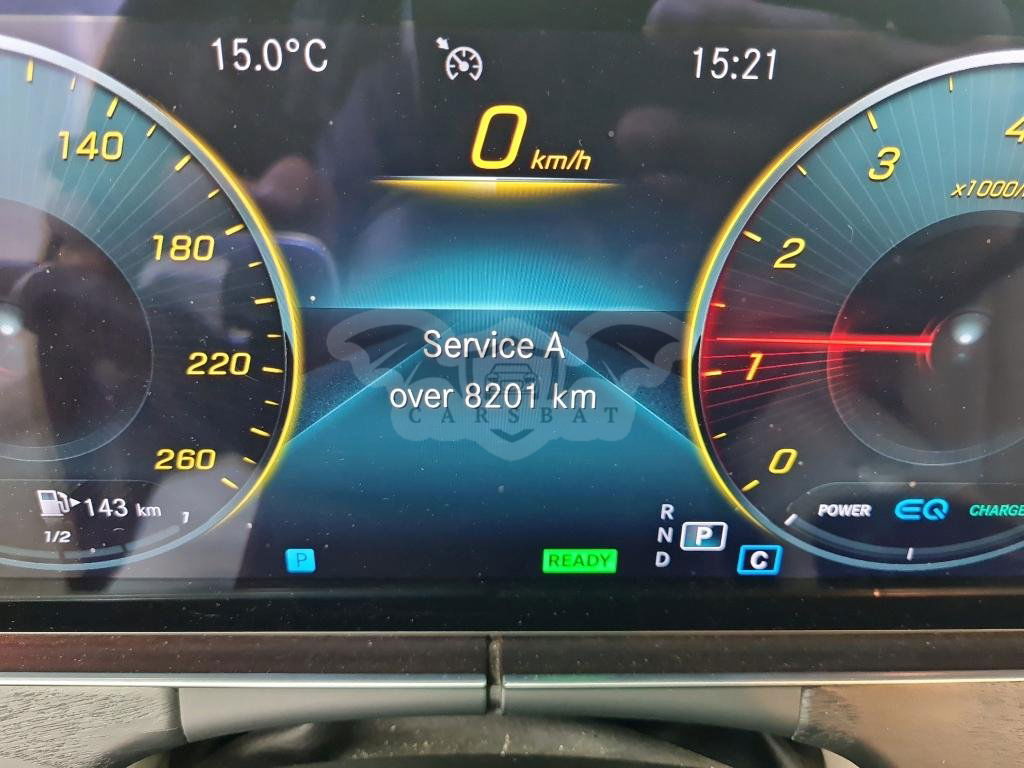 15.0°C
15:21
0 km/h
140
180
220
260
4
3
x1000/
2
1
0
Service A
over 8201 km
CARSBAT
143 km
1/2
P
READY
R
N
D
P
C
POWER
EQ
CHARGE